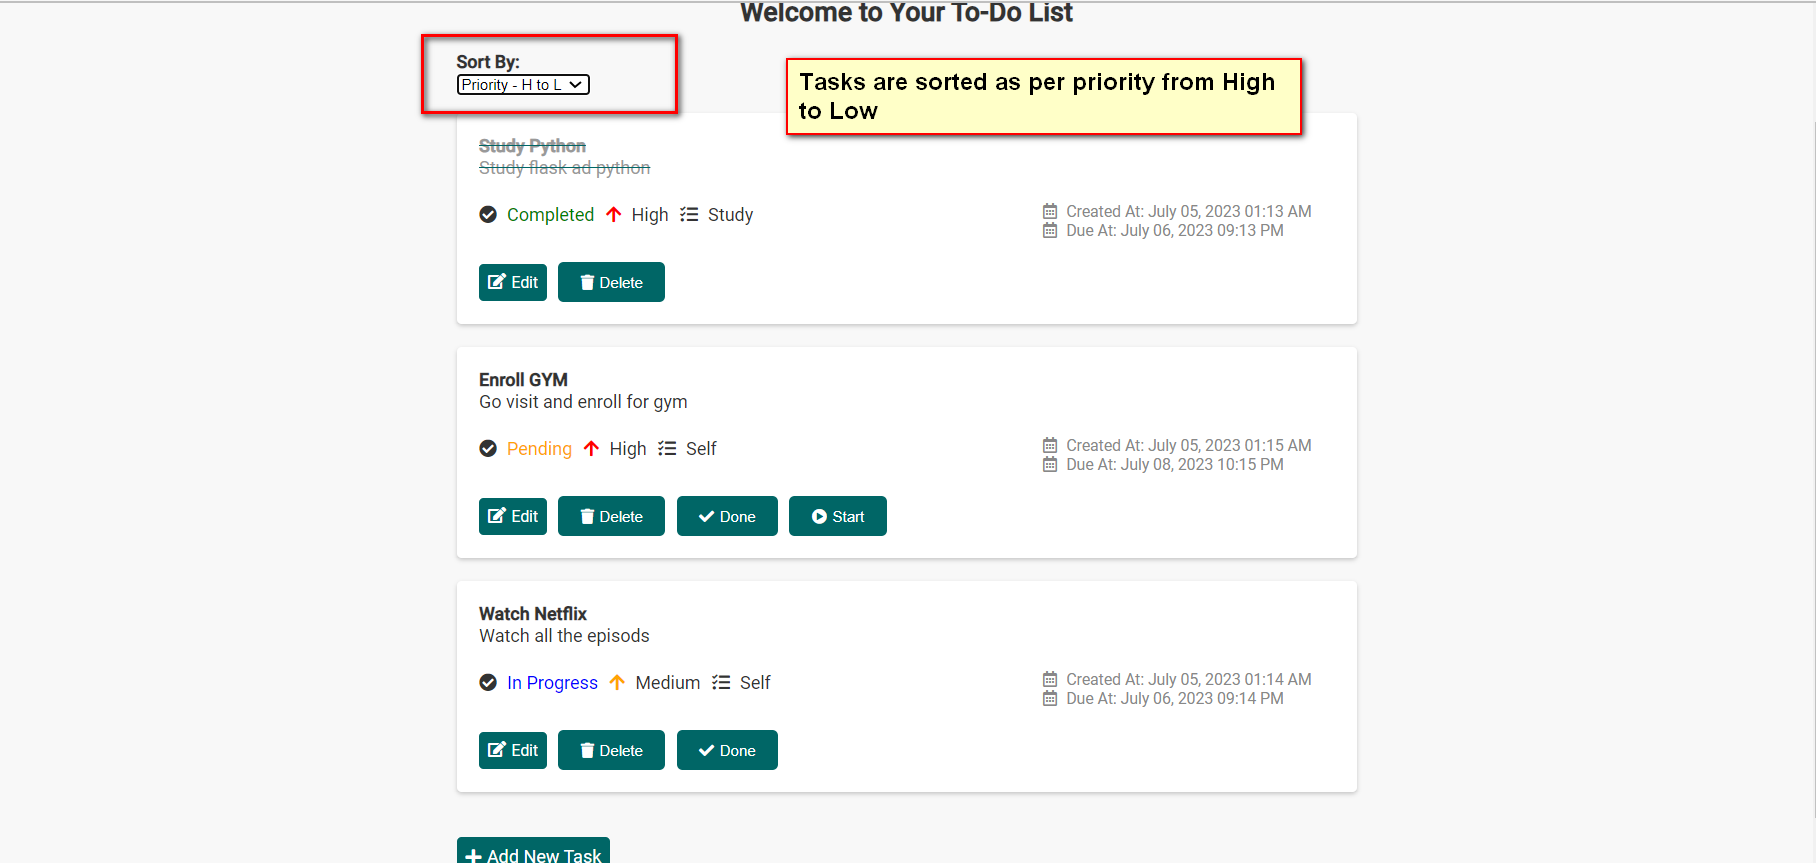 Welcome to Your To-Do List
Sort By:
Priority - H to L
Tasks are sorted as per priority from High
to Low
Study Python
Study flask ad python
Completed High Study
Created At: July 05, 2023 01:13 AM
Due At: July 06, 2023 09:13 PM
Edit Delete
Enroll GYM
Go visit and enroll for gym
Pending High Self
Created At: July 05, 2023 01:15 AM
Due At: July 08, 2023 10:15 PM
Edit Delete Done Start
Watch Netflix
Watch all the episods
In Progress Medium Self
Created At: July 05, 2023 01:14 AM
Due At: July 06, 2023 09:14 PM
Edit Delete Done
Add New Task